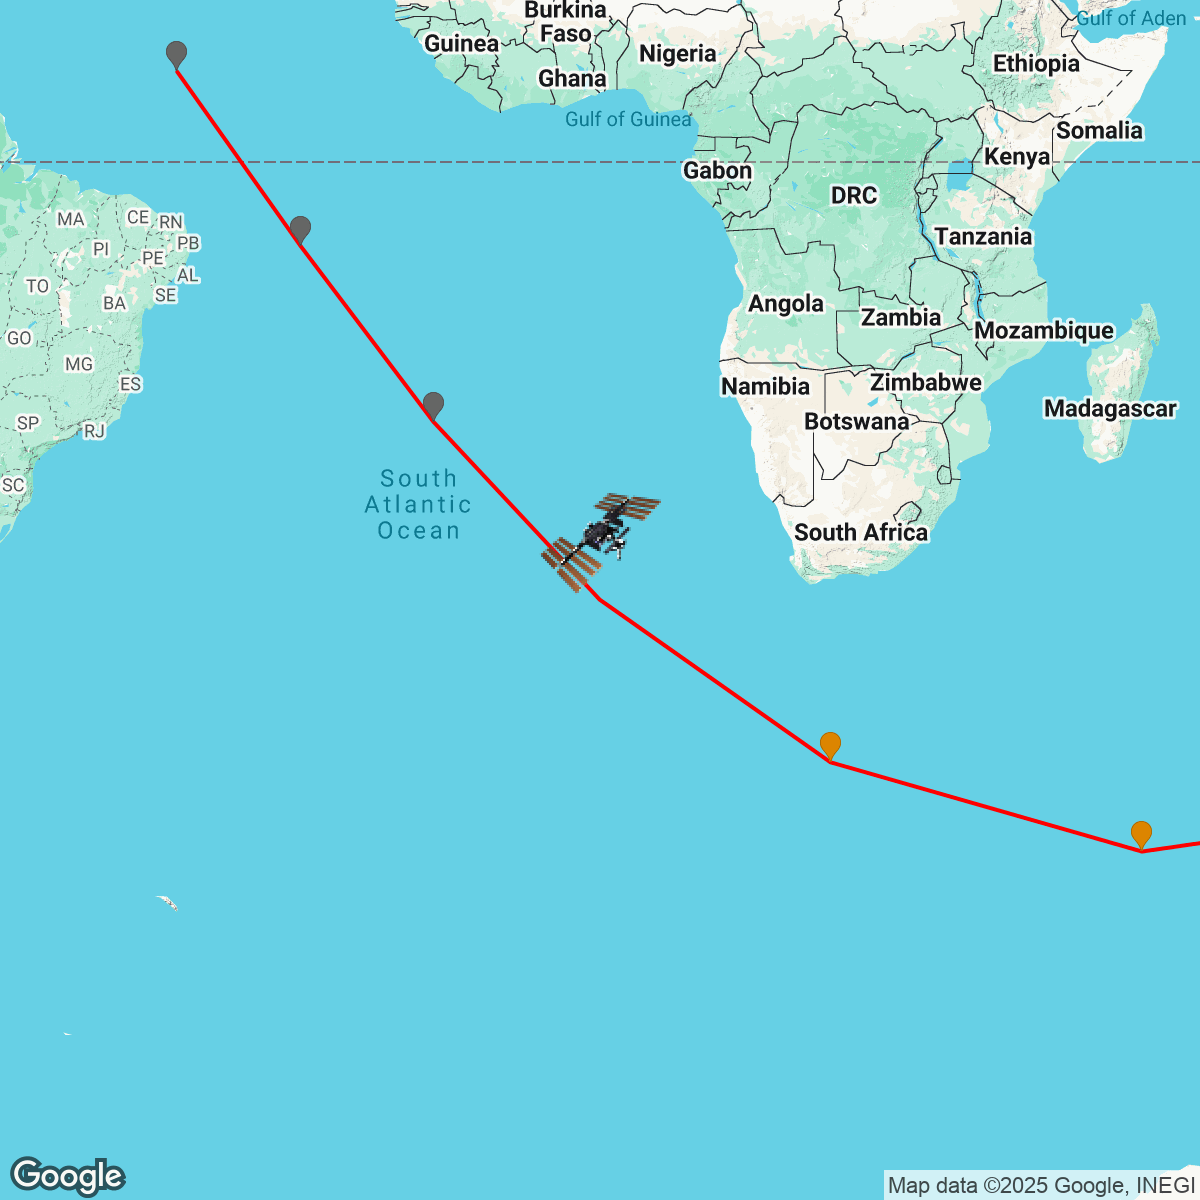 Gulf of Aden
Burkina
Faso
Guinea
Nigeria
Ethiopia
Ghana
Gulf of Guinea
Somalia
Kenya
Gabon
DRC
MA
CE
RN
PB
PI
PE
AL
Tanzania
TO
SE
BA
Angola
Zambia
Mozambique
GO
MG
ES
Namibia
Zimbabwe
Madagascar
SP
RJ
Botswana
SC
South
Atlantic
Ocean
South Africa
Google
Map data ©2025 Google, INEGI